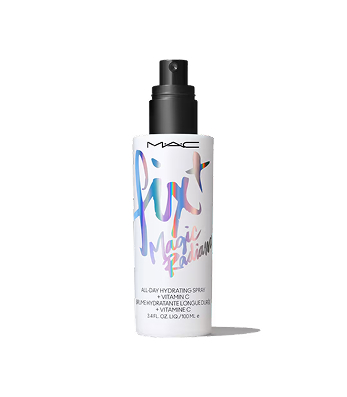 MAC
fix+
Magic
Radiance
ALL-DAY HYDRATING SPRAY
+ VITAMIN C
BRUME HYDRATANTE LONGUE DURÉE
+ VITAMINE C
3.4 FL. OZ. LIQ./100 ML ℮